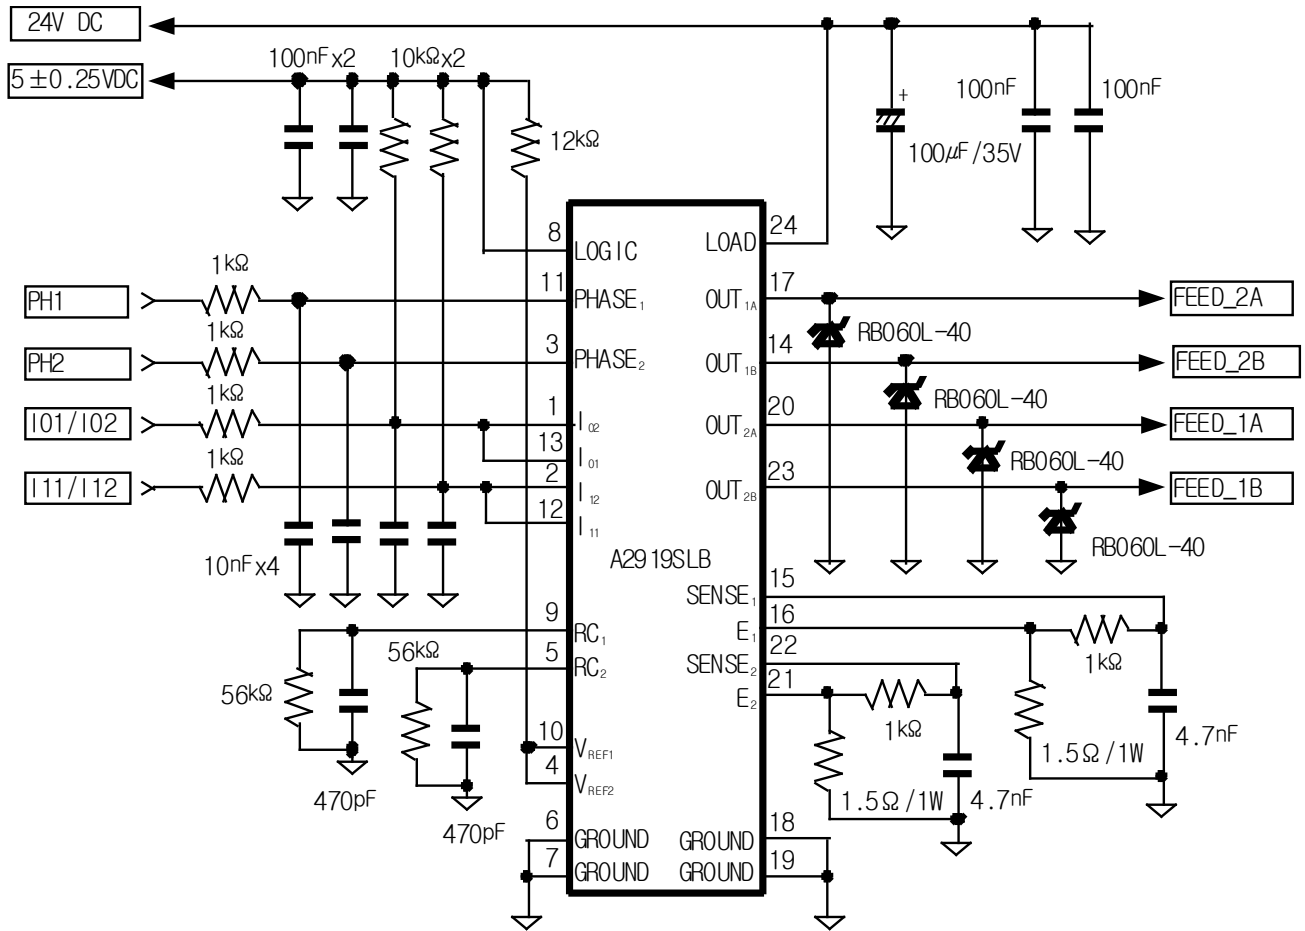 24V DC
5±0.25VDC
100nFx2
10kΩx2
12kΩ
+
100μF/35V
100nF
100nF
PH1
1kΩ
PH2
1kΩ
I01/I02
1kΩ
I11/I12
1kΩ
10nFx4
8
LOGIC
11
PHASE1
3
PHASE2
1
I02
13
I01
2
I12
12
I11
9
RC1
5
RC2
10
VREF1
4
VREF2
6
GROUND
7
GROUND
A2919SLB
24
LOAD
17
OUT1A
14
OUT1B
20
OUT2A
23
OUT2B
15
SENSE1
16
E1
22
SENSE2
21
E2
18
GROUND
19
GROUND
FEED_2A
RB060L-40
FEED_2B
RB060L-40
FEED_1A
RB060L-40
FEED_1B
RB060L-40
56kΩ
470pF
56kΩ
470pF
1kΩ
1.5Ω/1W
4.7nF
1kΩ
1.5Ω/1W
4.7nF